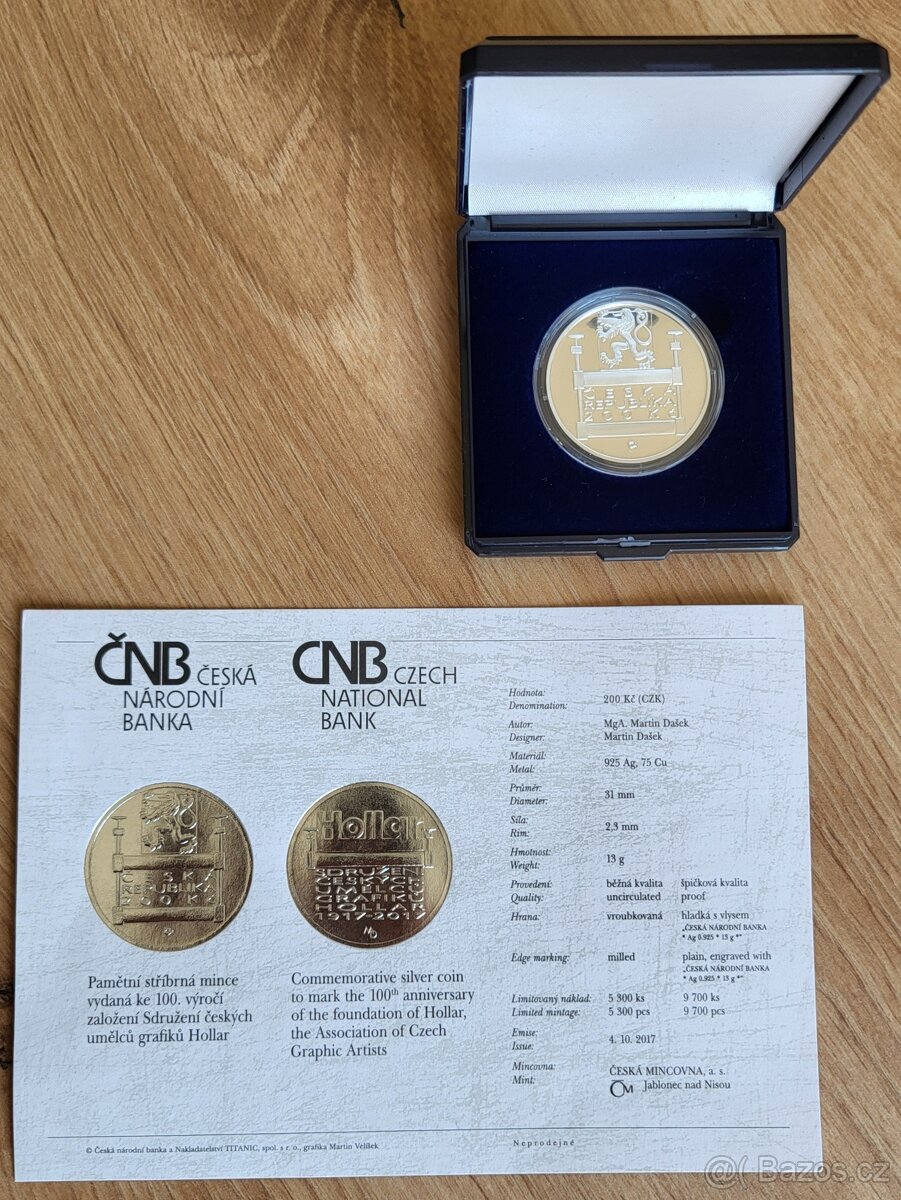 ČESKÁ
REPUBLIKA
200 Kč
ČNB ČESKÁ
NÁRODNÍ
BANKA
CNB CZECH
NATIONAL
BANK
ČESKÁ
REPUBLIKA
200 Kč
Hollar
SDRUŽENÍ
ČESKÝCH
UMĚLCŮ
GRAFIKŮ
HOLLAR
1917-2017
MD
Pamětní stříbrná mince
vydaná ke 100. výročí
založení Sdružení českých
umělců grafiků Hollar
Commemorative silver coin
to mark the 100th anniversary
of the foundation of Hollar,
the Association of Czech
Graphic Artists
Hodnota:
Denomination: 200 Kč (CZK)
Autor: MgA. Martin Dašek
Designer: Martin Dašek
Materiál:
Metal: 925 Ag, 75 Cu
Průměr:
Diameter: 31 mm
Síla:
Rim: 2,3 mm
Hmotnost:
Weight: 13 g
Provedení: běžná kvalita špičková kvalita
Quality: uncirculated proof
Hrana: vroubkovaná hladká s vlysem
„ČESKÁ NÁRODNÍ BANKA
* Ag 0.925 * 13 g *“
Edge marking: milled plain, engraved with
„ČESKÁ NÁRODNÍ BANKA
* Ag 0.925 * 13 g *“
Limitovaný náklad: 5 300 ks 9 700 ks
Limited mintage: 5 300 pcs 9 700 pcs
Emise:
Issue: 4. 10. 2017
Mincovna: ČESKÁ MINCOVNA, a. s.
Mint: ČM Jablonec nad Nisou
© Česká národní banka a Nakladatelství TITANIC, spol. s r. o., grafika Martin Velíšek
Neprodejné
@( Bazos.cz